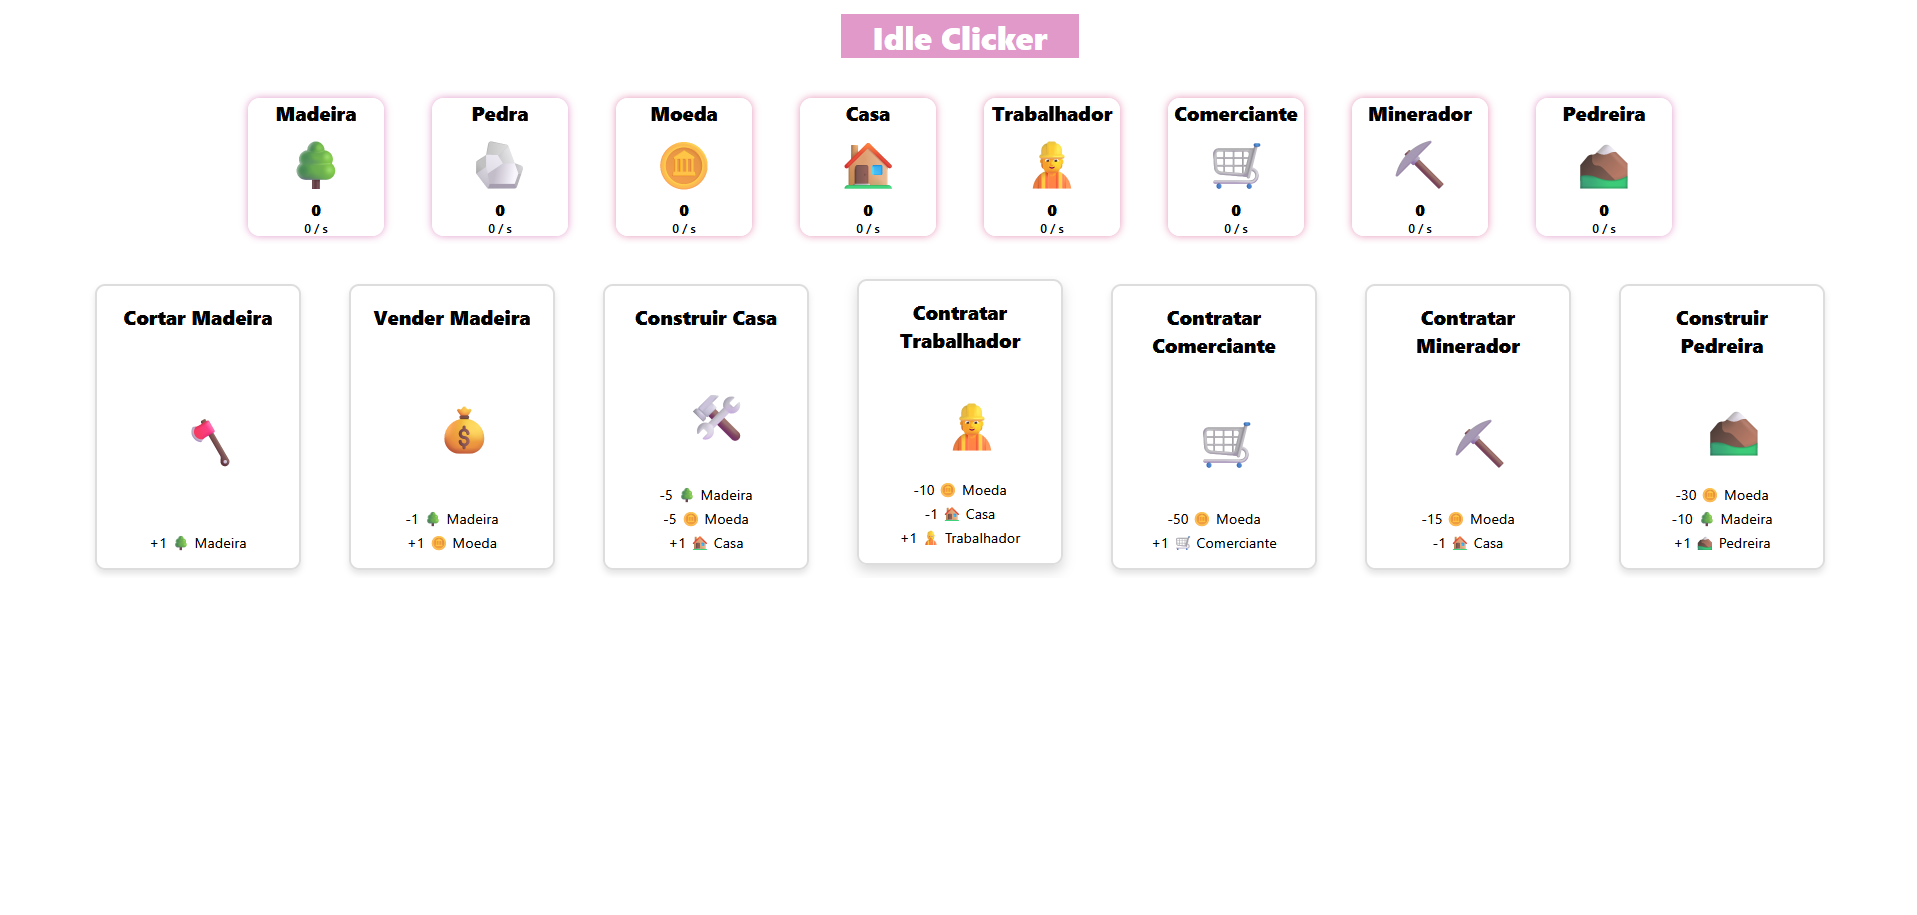 Idle Clicker
Madeira
0
0 / s
Pedra
0
0 / s
Moeda
0
0 / s
Casa
0
0 / s
Trabalhador
0
0 / s
Comerciante
0
0 / s
Minerador
0
0 / s
Pedreira
0
0 / s
Cortar Madeira
+1 Madeira
Vender Madeira
-1 Madeira
+1 Moeda
Construir Casa
-5 Madeira
-5 Moeda
+1 Casa
Contratar
Trabalhador
-10 Moeda
-1 Casa
+1 Trabalhador
Contratar
Comerciante
-50 Moeda
+1 Comerciante
Contratar
Minerador
-15 Moeda
-1 Casa
Construir
Pedreira
-30 Moeda
-10 Madeira
+1 Pedreira